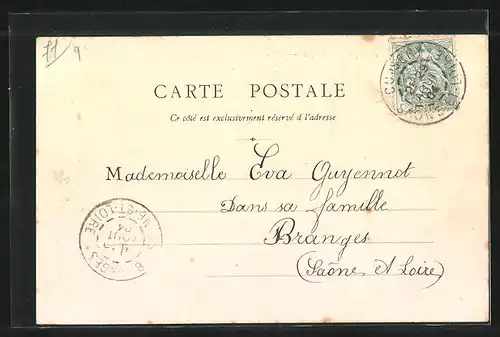 CARTE POSTALE
Ce côté est exclusivement réservé à l'adresse
Mademoiselle Eva Guyennot
Dans sa famille
Branges
(Saône et Loire)